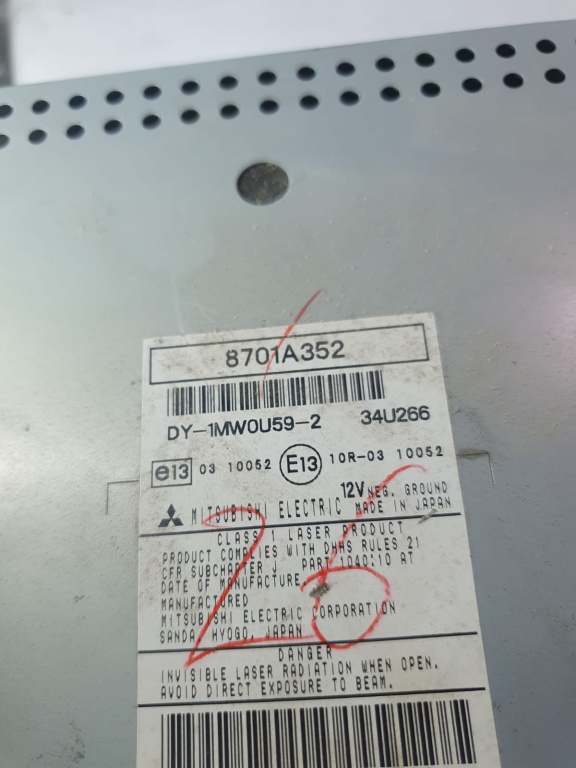 8701A352
DY-1MW0U59-2 34U266
e13 03 10052 E13 10R-03 10052
12V NEG. GROUND
MITSUBISHI ELECTRIC MADE IN JAPAN
CLASS 1 LASER PRODUCT
PRODUCT COMPLIES WITH DHHS RULES 21
CFR SUBCHAPTER J PART 1040:10 AT
DATE OF MANUFACTURE.
MANUFACTURED
MITSUBISHI ELECTRIC CORPORATION
SANDA, HYOGO, JAPAN
26
DANGER
INVISIBLE LASER RADIATION WHEN OPEN.
AVOID DIRECT EXPOSURE TO BEAM.